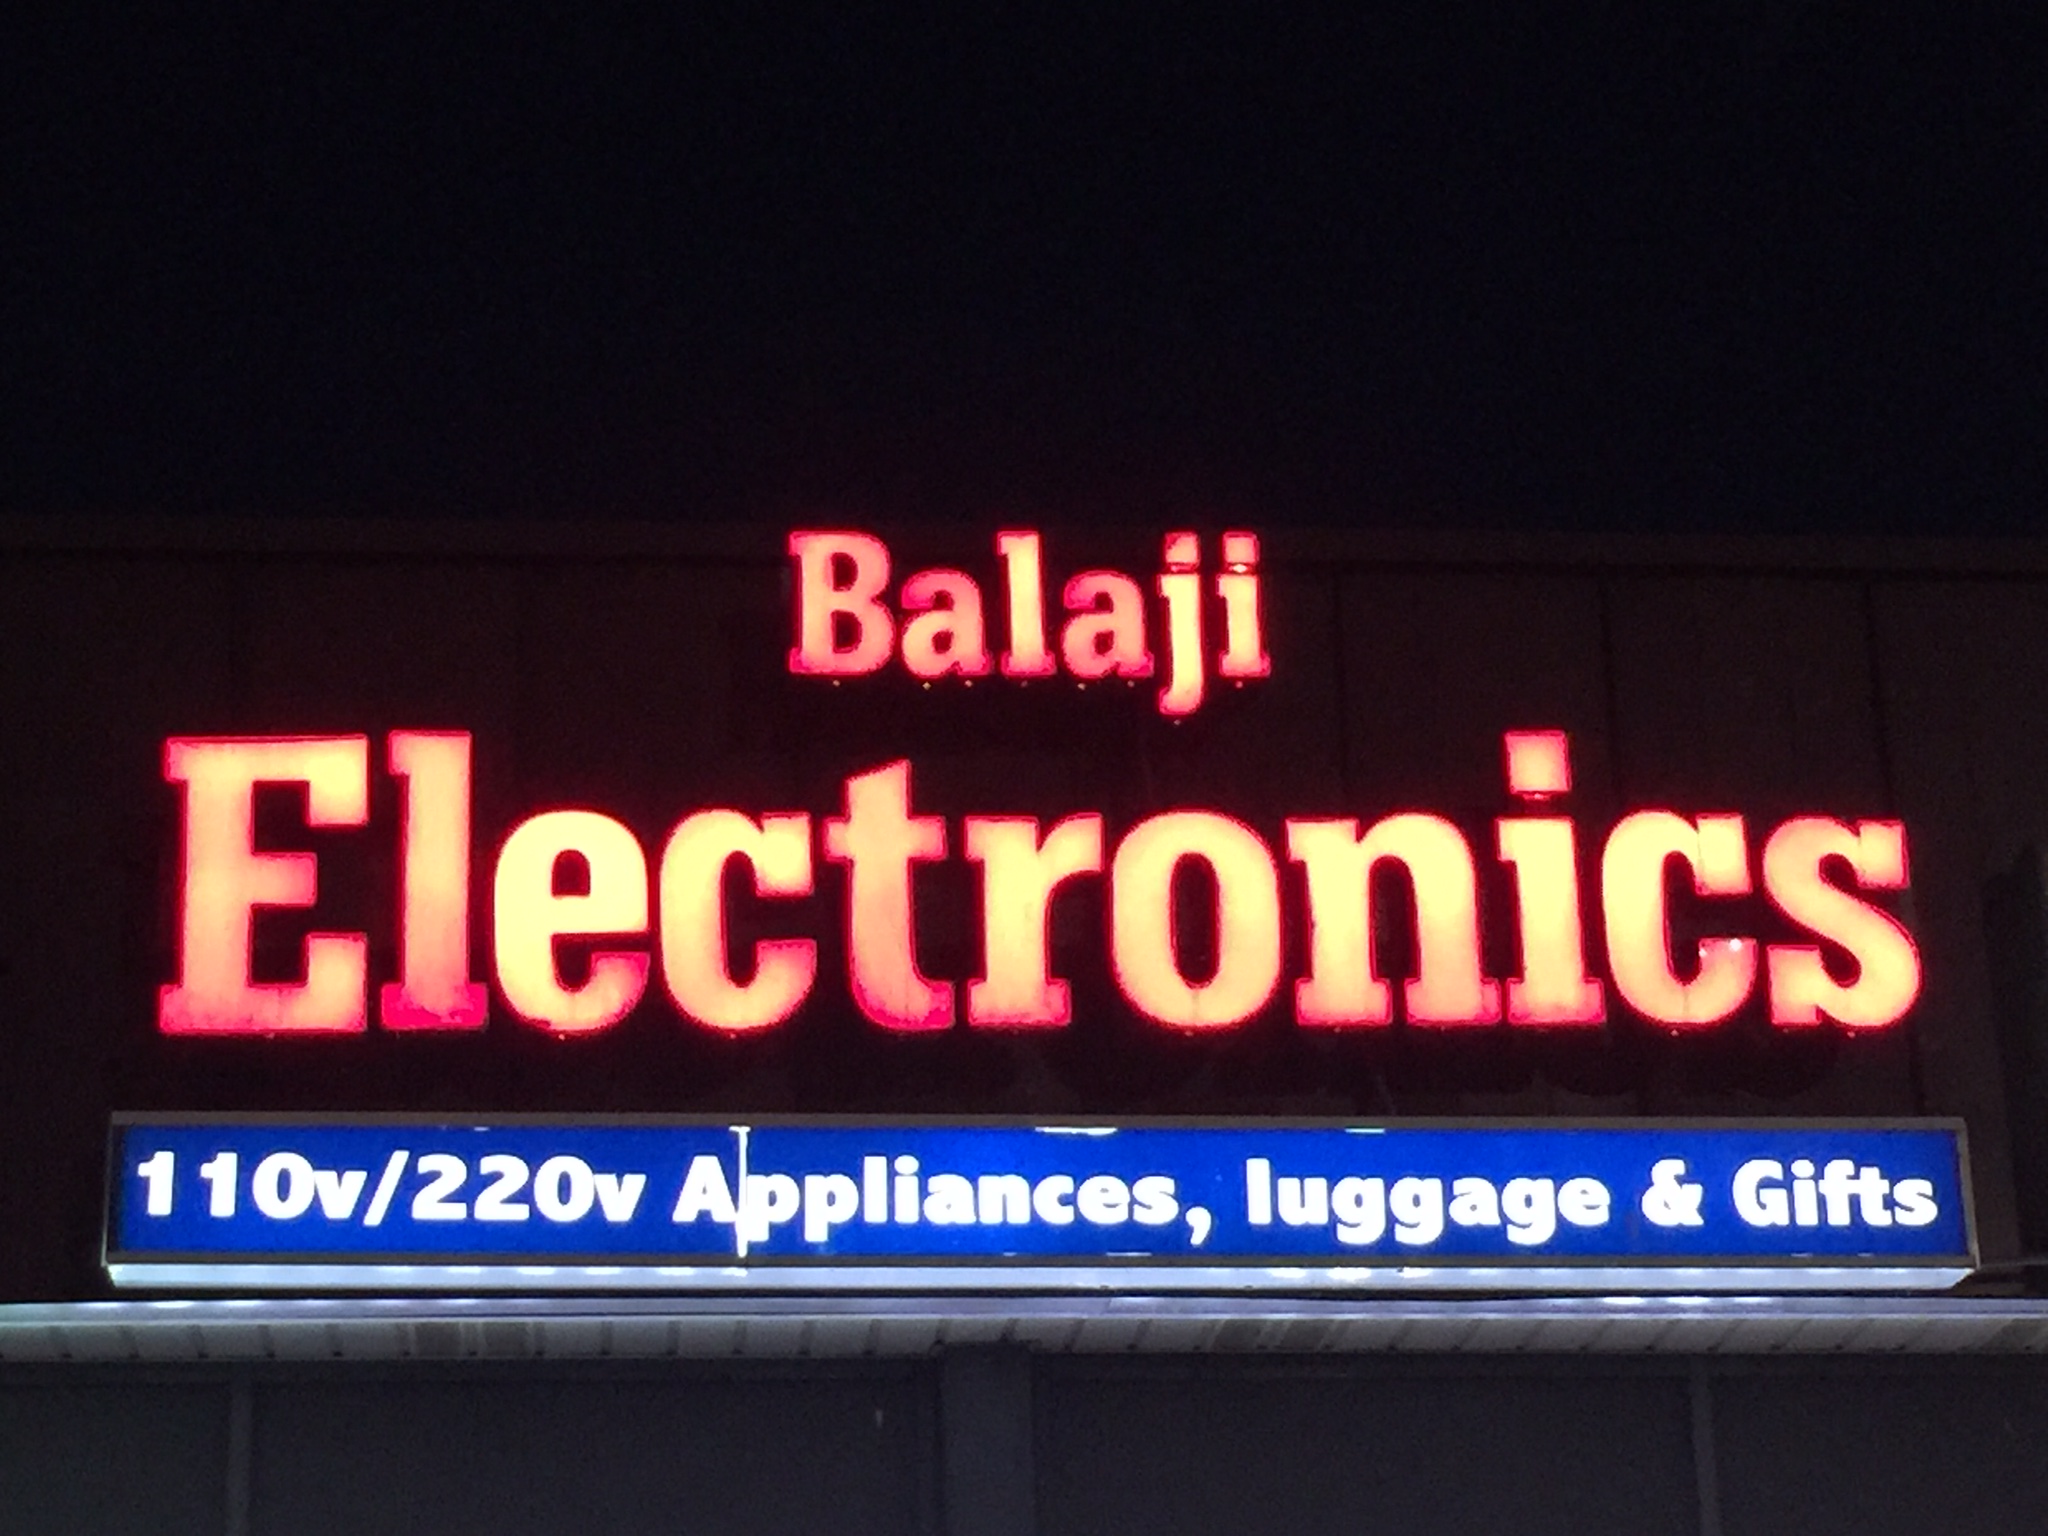 Balaji
Electronics
110v/220v Appliances, luggage & Gifts